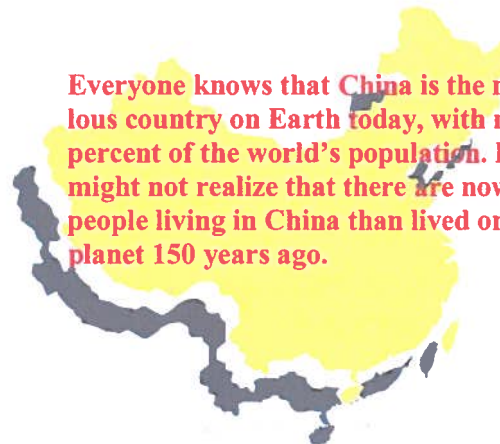 Everyone knows that China is the
lous country on Earth today, with
percent of the world's population.
might not realize that there are now
people living in China than lived
planet 150 years ago.